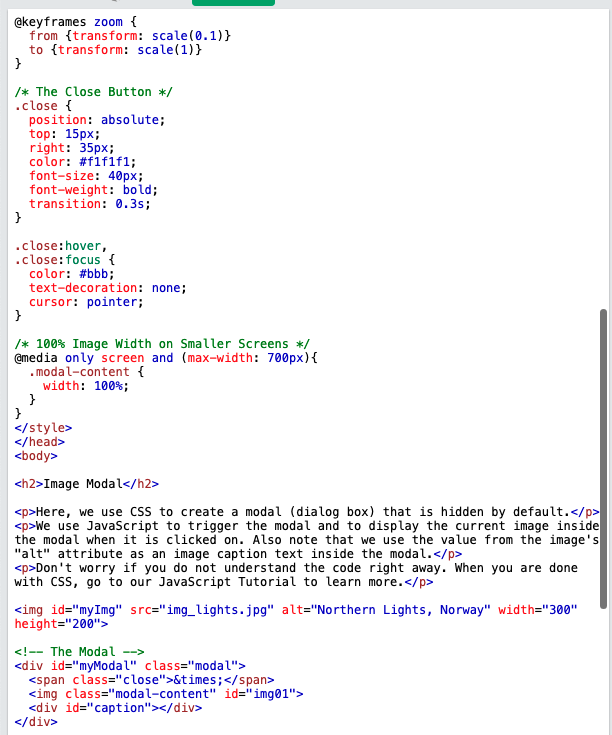 @keyframes zoom {
  from {transform: scale(0.1)}
  to {transform: scale(1)}
}

/* The Close Button */
.close {
  position: absolute;
  top: 15px;
  right: 35px;
  color: #f1f1f1;
  font-size: 40px;
  font-weight: bold;
  transition: 0.3s;
}

.close:hover,
.close:focus {
  color: #bbb;
  text-decoration: none;
  cursor: pointer;
}

/* 100% Image Width on Smaller Screens */
@media only screen and (max-width: 700px){
  .modal-content {
    width: 100%;
  }
}
</style>
</head>
<body>

<h2>Image Modal</h2>

<p>Here, we use CSS to create a modal (dialog box) that is hidden by default.</p>
<p>We use JavaScript to trigger the modal and to display the current image inside
the modal when it is clicked on. Also note that we use the value from the image's
"alt" attribute as an image caption text inside the modal.</p>
<p>Don't worry if you do not understand the code right away. When you are done
with CSS, go to our JavaScript Tutorial to learn more.</p>

<img id="myImg" src="img_lights.jpg" alt="Northern Lights, Norway" width="300"
height="200">

<!-- The Modal -->
<div id="myModal" class="modal">
  <span class="close">&times;</span>
  <img class="modal-content" id="img01">
  <div id="caption"></div>
</div>